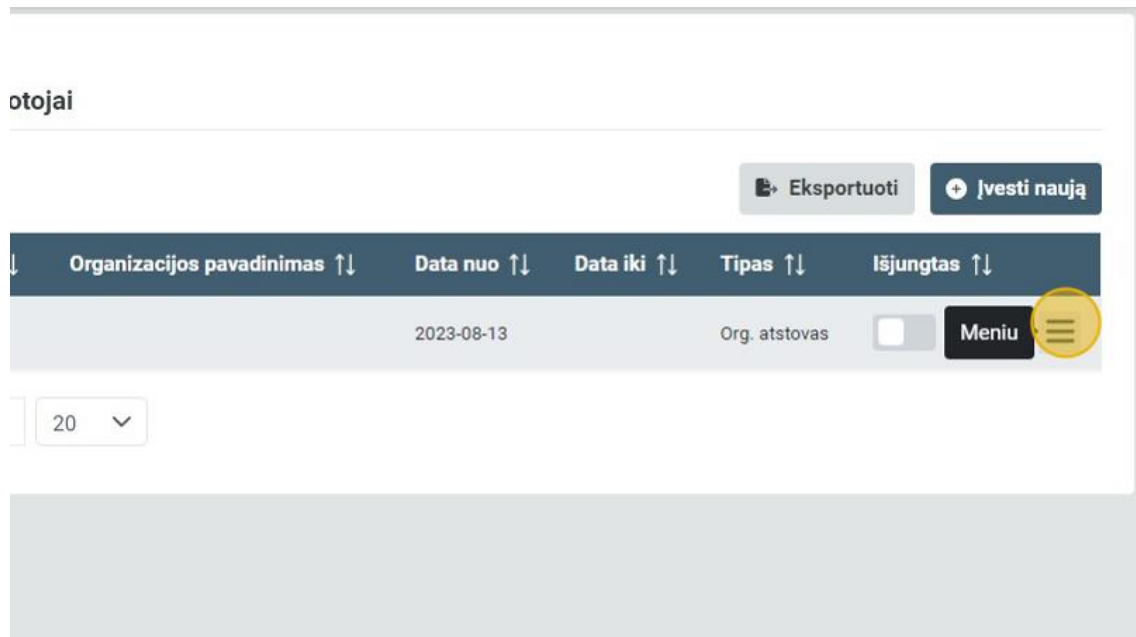 otojai
Eksportuoti Įvesti naują
Organizacijos pavadinimas Data nuo Data iki Tipas Išjungtas
2023-08-13 Org. atstovas Meniu
20